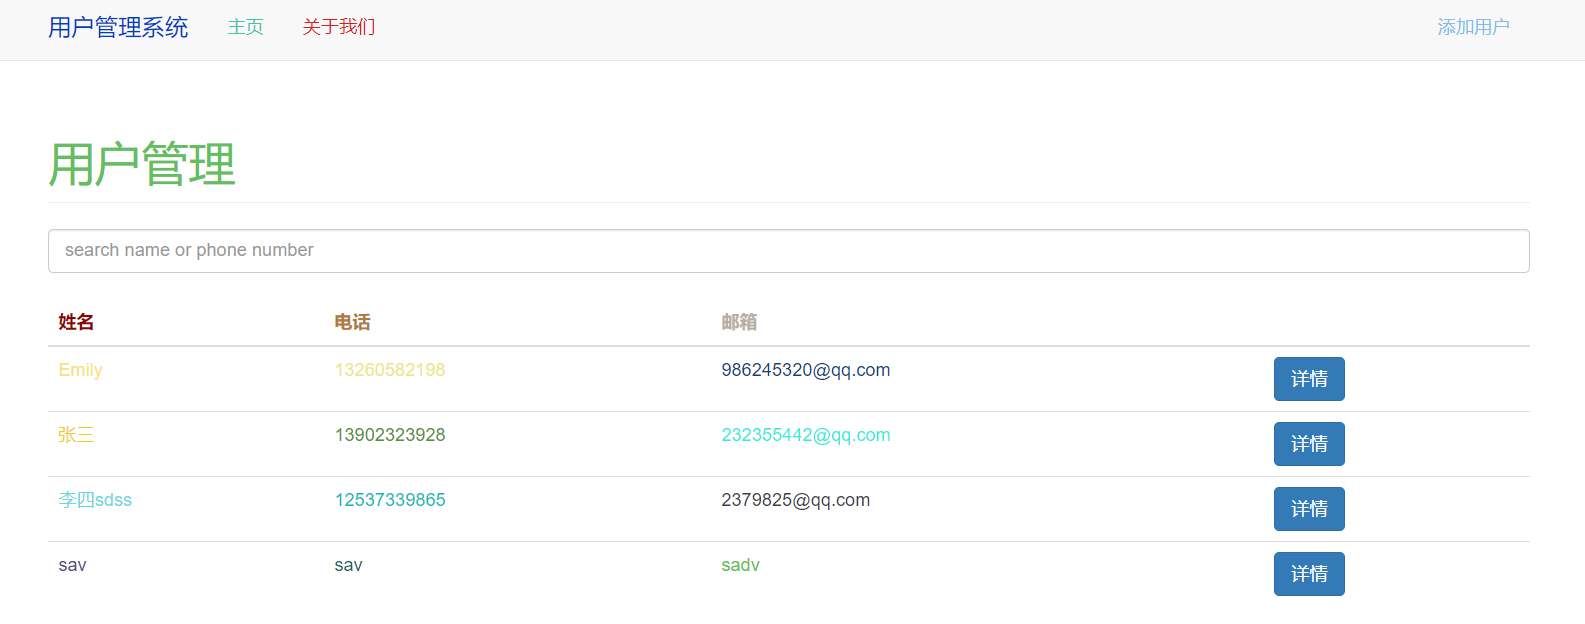 用户管理系统 主页 关于我们 添加用户
用户管理
search name or phone number
姓名 电话 邮箱
Emily 13260582198 986245320@qq.com 详情
张三 13902323928 232355442@qq.com 详情
李四sdss 12537339865 2379825@qq.com 详情
sav sav sadv 详情